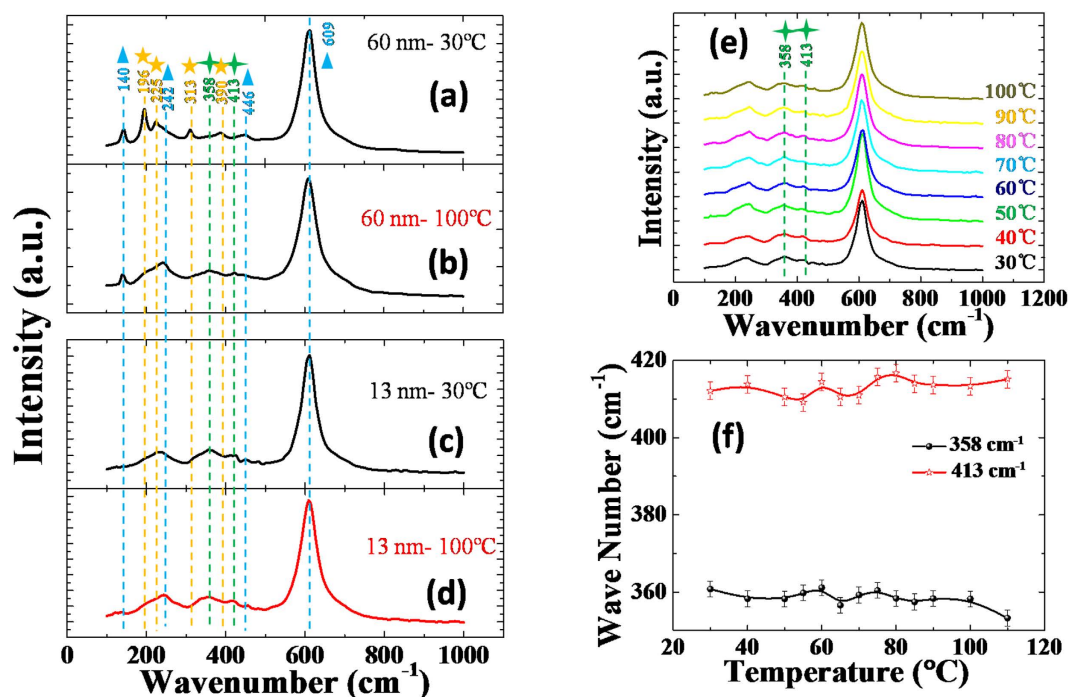 Intensity (a.u.)
140
196
225
242
313
358
390
413
446
609
60 nm- 30℃
(a)
60 nm- 100℃
(b)
13 nm- 30℃
(c)
13 nm- 100℃
(d)
0 200 400 600 800 1000
Wavenumber (cm⁻¹)
Intensity (a.u.)
(e)
358
413
100℃
90℃
80℃
70℃
60℃
50℃
40℃
30℃
0 200 400 600 800 1000 1200
Wavenumber (cm⁻¹)
Wave Number (cm⁻¹)
420
400
380
360
350
(f)
358 cm⁻¹
413 cm⁻¹
20 40 60 80 100 120
Temperature (°C)